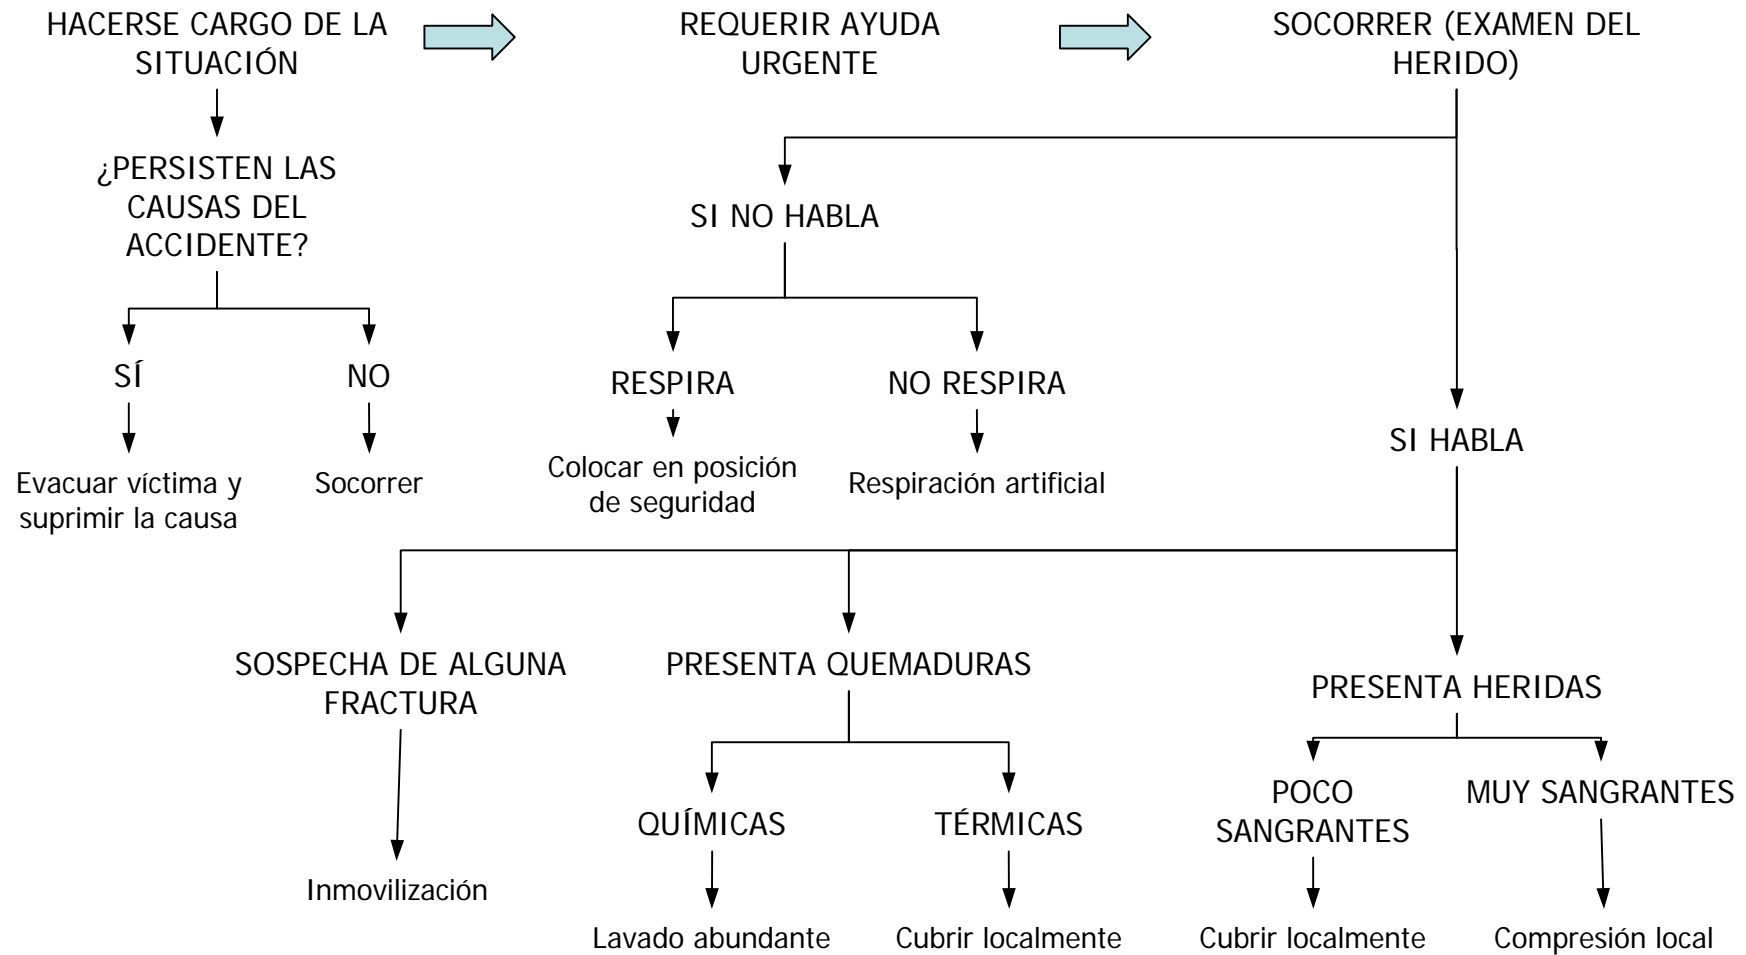 HACERSE CARGO DE LA
SITUACIÓN
REQUERIR AYUDA
URGENTE
SOCORRER (EXAMEN DEL
HERIDO)
¿PERSISTEN LAS
CAUSAS DEL
ACCIDENTE?
SÍ
NO
Evacuar víctima y
suprimir la causa
Socorrer
SI NO HABLA
RESPIRA
NO RESPIRA
Colocar en posición
de seguridad
Respiración artificial
SI HABLA
SOSPECHA DE ALGUNA
FRACTURA
Inmovilización
PRESENTA QUEMADURAS
QUÍMICAS
TÉRMICAS
Lavado abundante
Cubrir localmente
PRESENTA HERIDAS
POCO
SANGRANTES
MUY SANGRANTES
Cubrir localmente
Compresión local